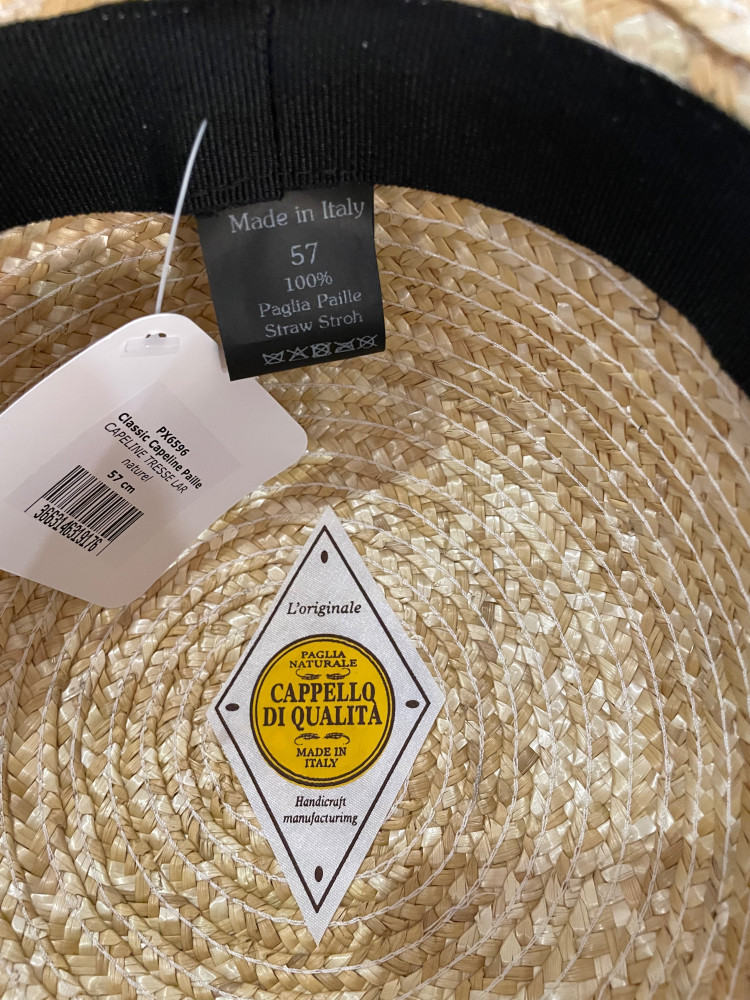 Made in Italy
57
100%
Paglia Paille
Straw Stroh
PX6596
Classic Capeline Paille
CAPELINE TRESSE LAR
naturel
57 cm
3663146319176
L'originale
PAGLIA
NATURALE
CAPPELLO
DI QUALITÀ
MADE IN
ITALY
Handicraft
manufacturimg